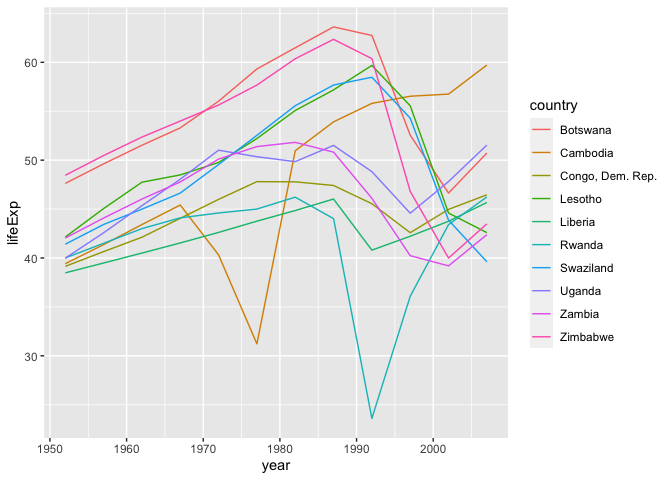 lifeExp
60
50
40
30
1950
1960
1970
1980
1990
2000
year
country
Botswana
Cambodia
Congo, Dem. Rep.
Lesotho
Liberia
Rwanda
Swaziland
Uganda
Zambia
Zimbabwe